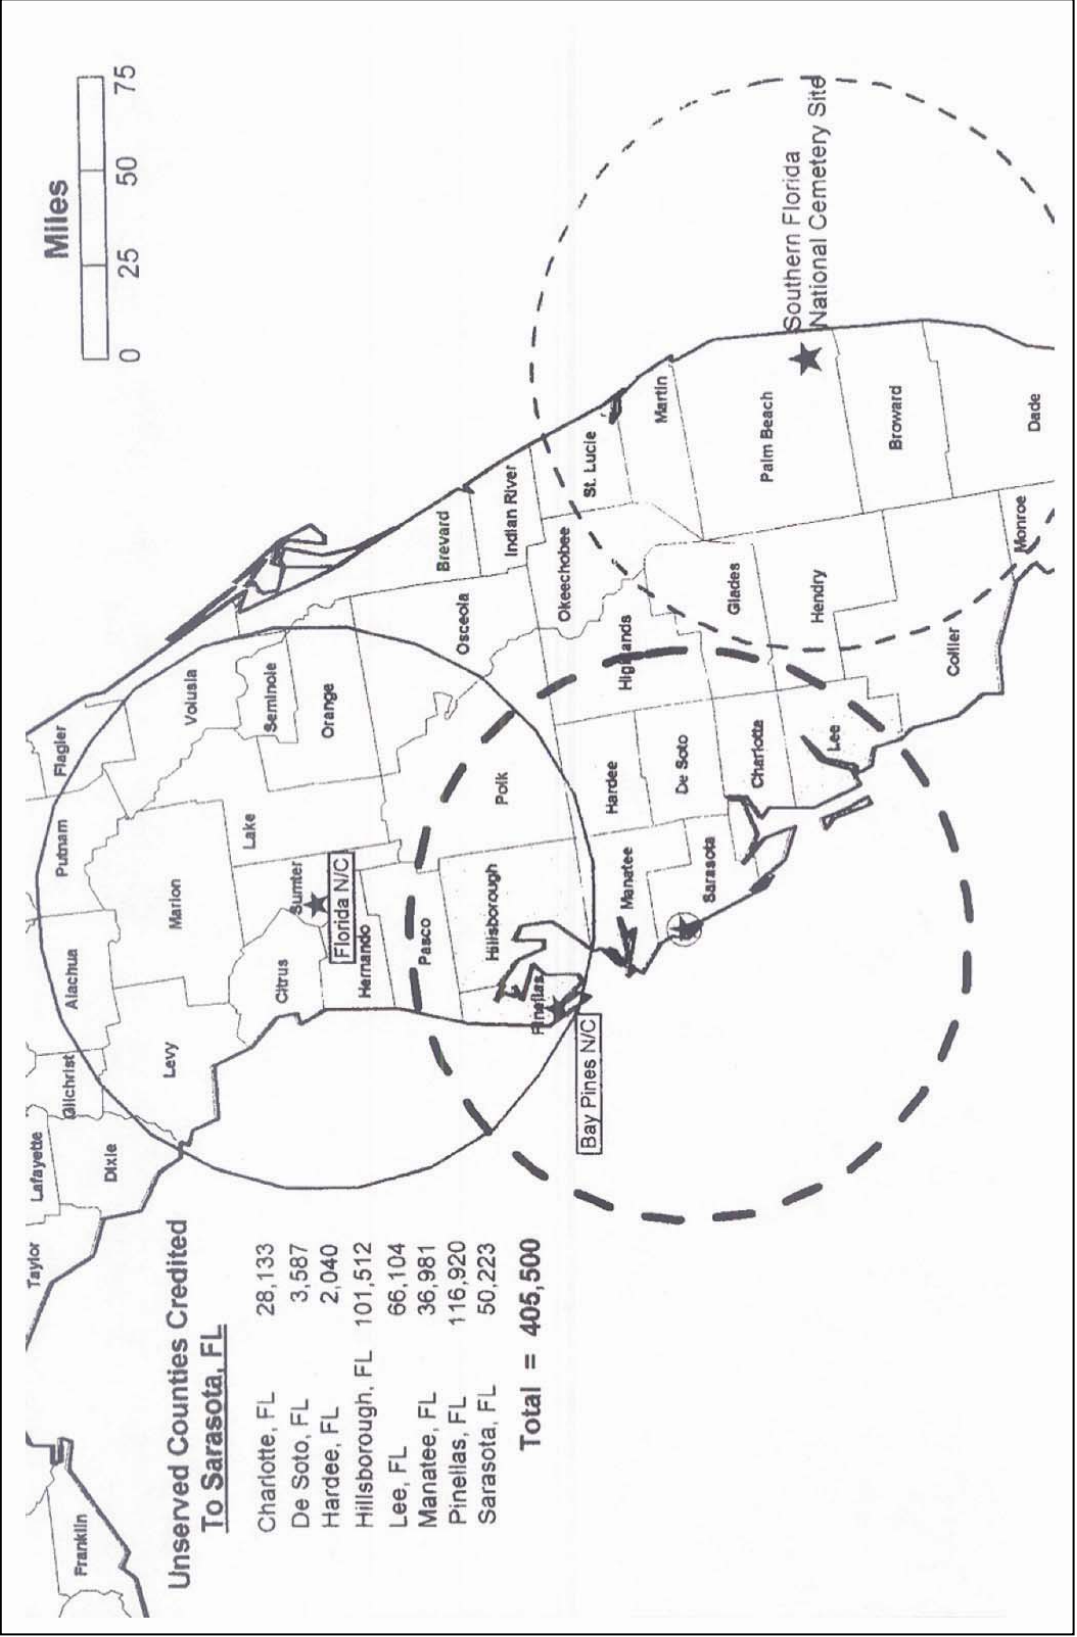 Miles
0 25 50 75
Unserved Counties Credited
To Sarasota, FL
Charlotte, FL 28,133
De Soto, FL 3,587
Hardee, FL 2,040
Hillsborough, FL 101,512
Lee, FL 66,104
Manatee, FL 36,981
Pinellas, FL 116,920
Sarasota, FL 50,223
Total = 405,500
Franklin
Taylor
Lafayette
Dixie
Gilchrist
Levy
Alachua
Putnam
Flagler
Marion
Volusia
Citrus
Sumter
Florida N/C
Lake
Seminole
Orange
Hernando
Pasco
Hillsborough
Pinellas
Bay Pines N/C
Polk
Osceola
Brevard
Indian River
Manatee
Hardee
Highlands
Okeechobee
St. Lucie
Sarasota
De Soto
Martin
Charlotte
Glades
Palm Beach
Southern Florida
National Cemetery Site
Lee
Hendry
Broward
Collier
Monroe
Dade